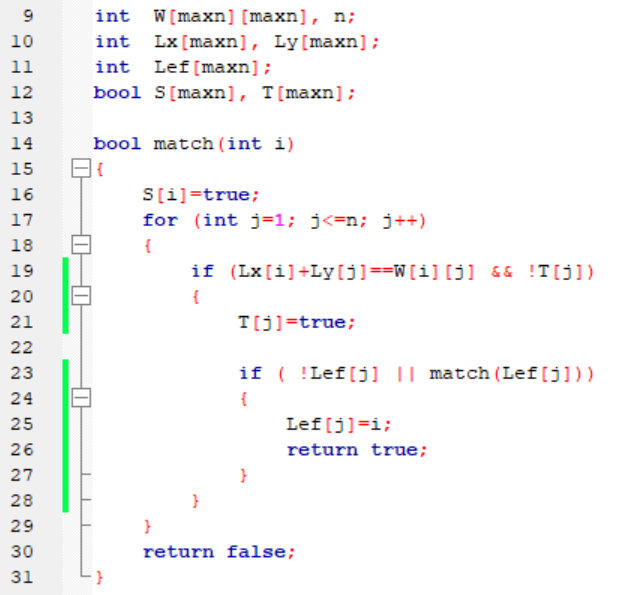 9 int  W[maxn][maxn], n;
10 int  Lx[maxn], Ly[maxn];
11 int  Lef[maxn];
12 bool S[maxn], T[maxn];
13
14 bool match(int i)
15 {
16     S[i]=true;
17     for (int j=1; j<=n; j++)
18     {
19         if (Lx[i]+Ly[j]==W[i][j] && !T[j])
20         {
21             T[j]=true;
22
23             if ( !Lef[j] || match(Lef[j]))
24             {
25                 Lef[j]=i;
26                 return true;
27             }
28         }
29     }
30     return false;
31 }